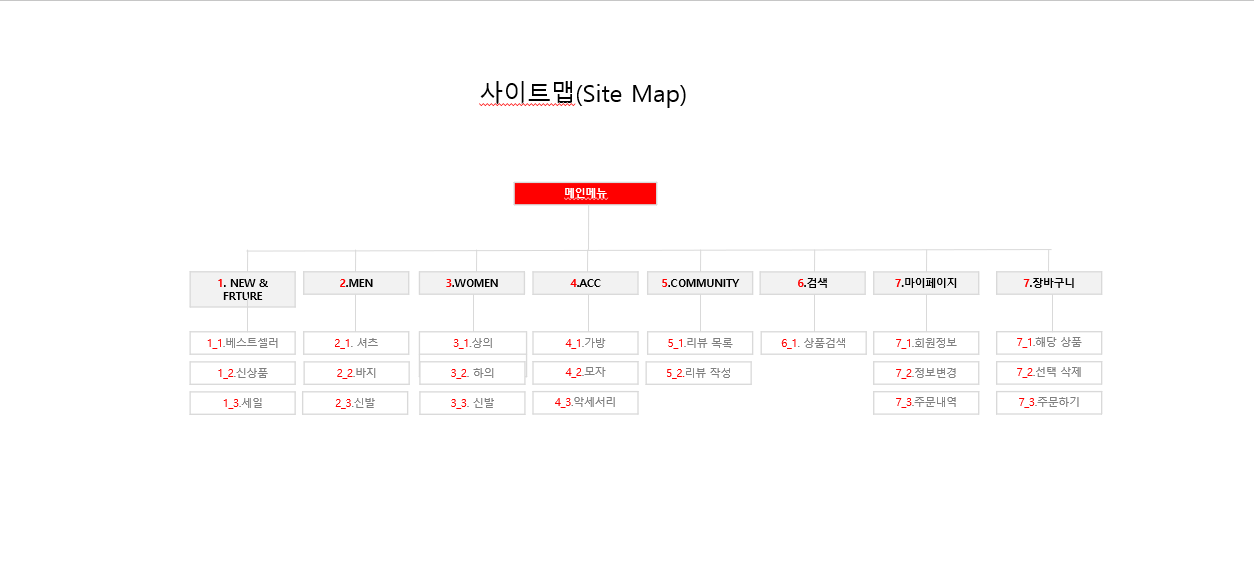 사이트맵(Site Map)
메인메뉴
1. NEW &
FRTURE
2.MEN
3.WOMEN
4.ACC
5.COMMUNITY
6.검색
7.마이페이지
7.장바구니
1_1.베스트셀러
2_1. 셔츠
3_1.상의
4_1.가방
5_1.리뷰 목록
6_1. 상품검색
7_1.회원정보
7_1.해당 상품
1_2.신상품
2_2.바지
3_2. 하의
4_2.모자
5_2.리뷰 작성
7_2.정보변경
7_2.선택 삭제
1_3.세일
2_3.신발
3_3. 신발
4_3.악세서리
7_3.주문내역
7_3.주문하기